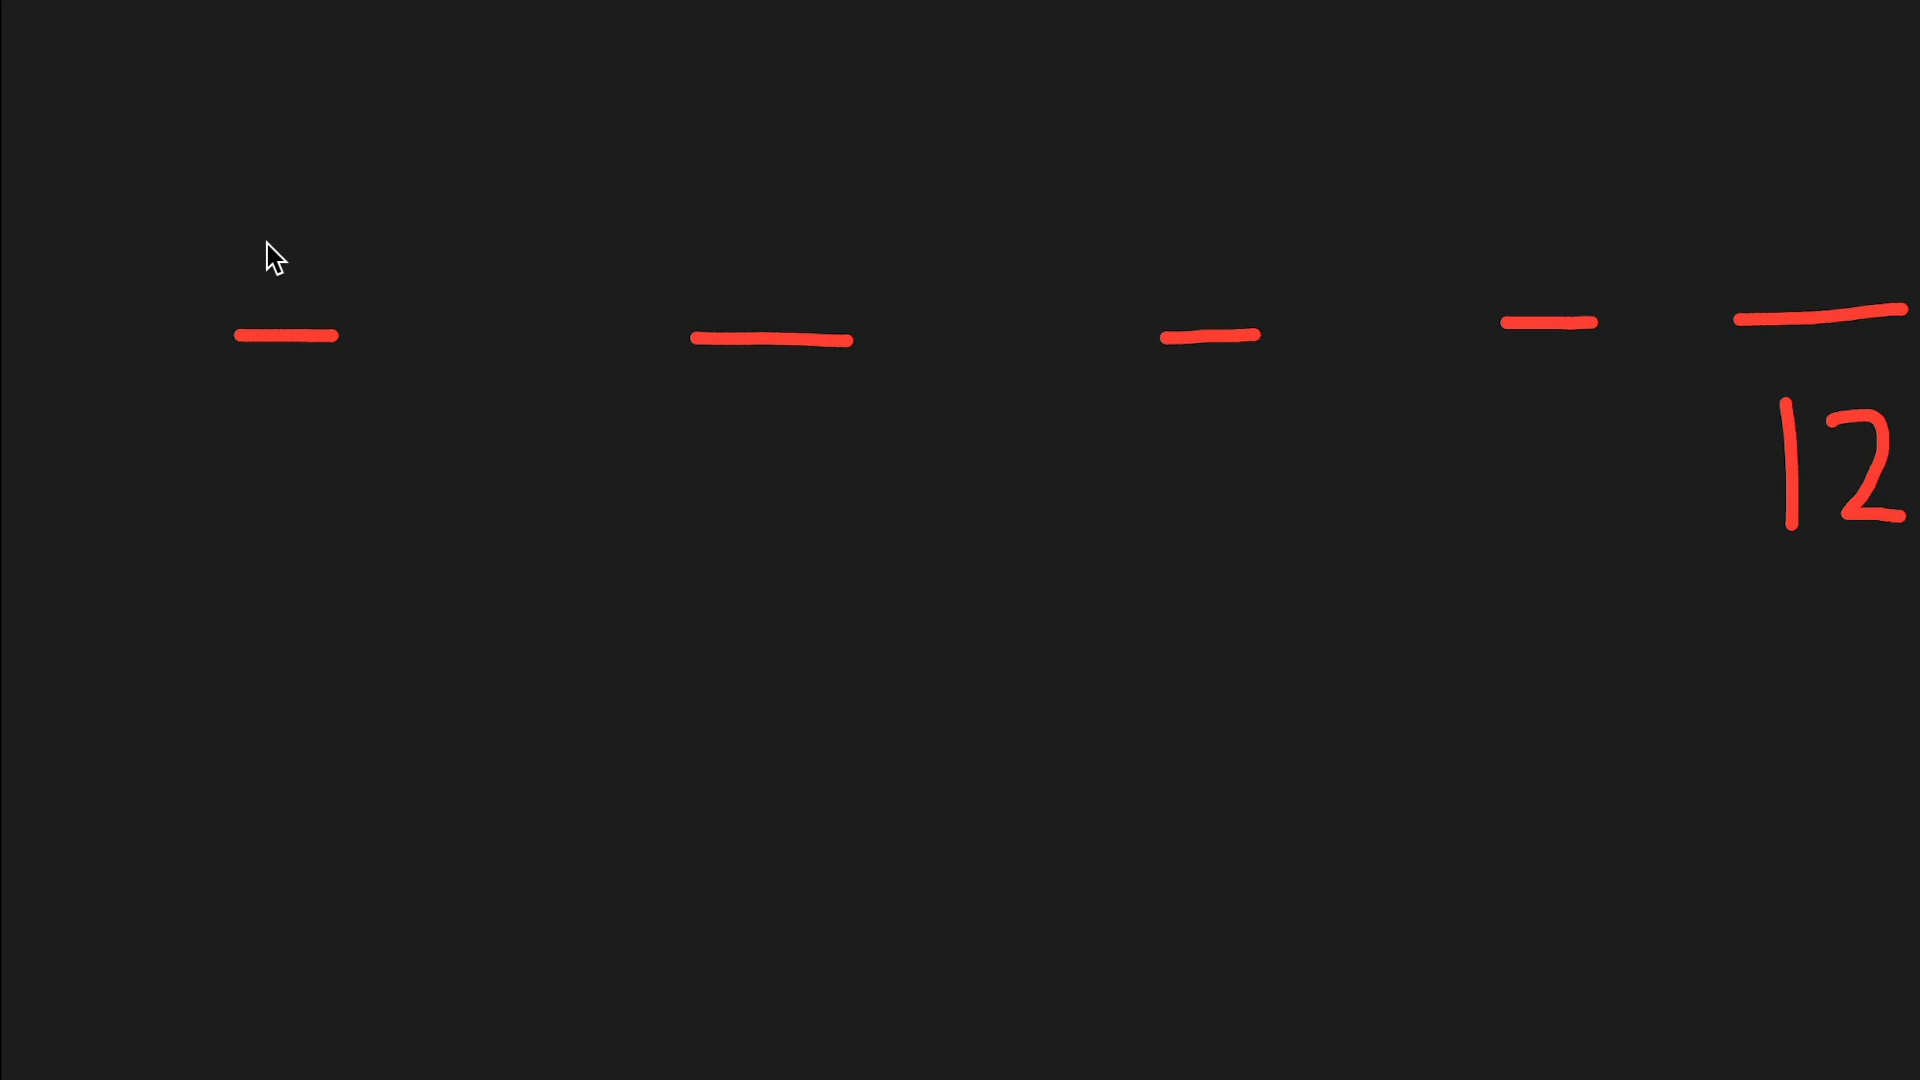 — — — — —
12